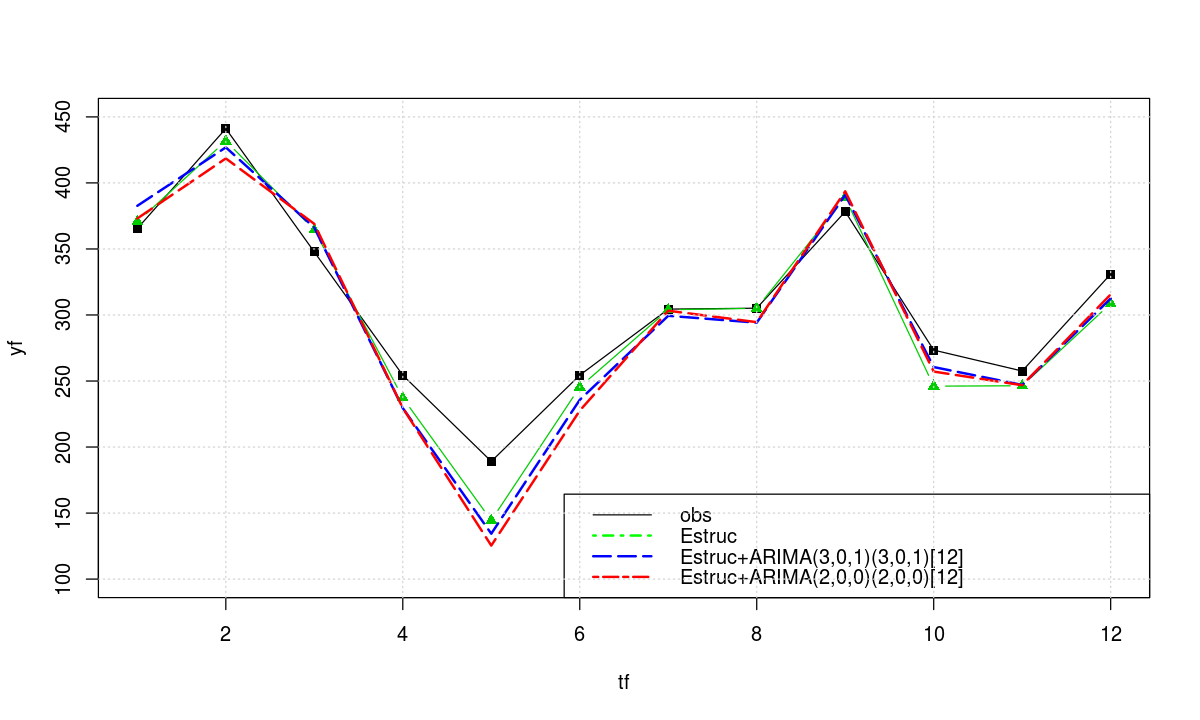 450
400
350
300
250
200
150
100
yf
obs
Estruc
Estruc+ARIMA(3,0,1)(3,0,1)[12]
Estruc+ARIMA(2,0,0)(2,0,0)[12]
2 4 6 8 10 12
tf